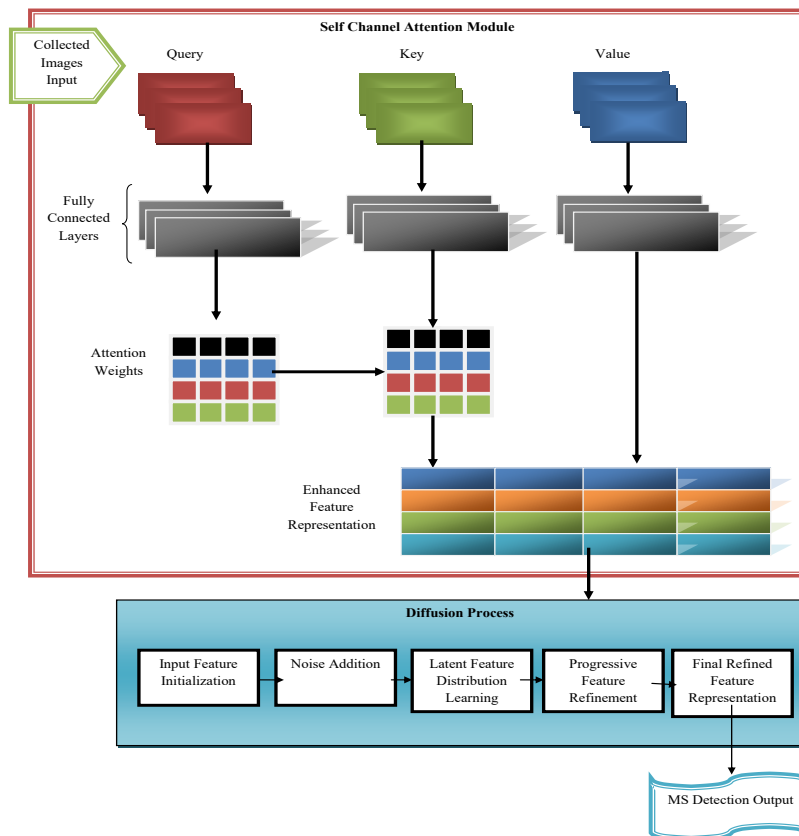 Self Channel Attention Module
Collected
Images
Input
Query
Key
Value
Fully
Connected
Layers
Attention
Weights
Enhanced
Feature
Representation
Diffusion Process
Input Feature
Initialization
Noise Addition
Latent Feature
Distribution
Learning
Progressive
Feature
Refinement
Final Refined
Feature
Representation
MS Detection Output